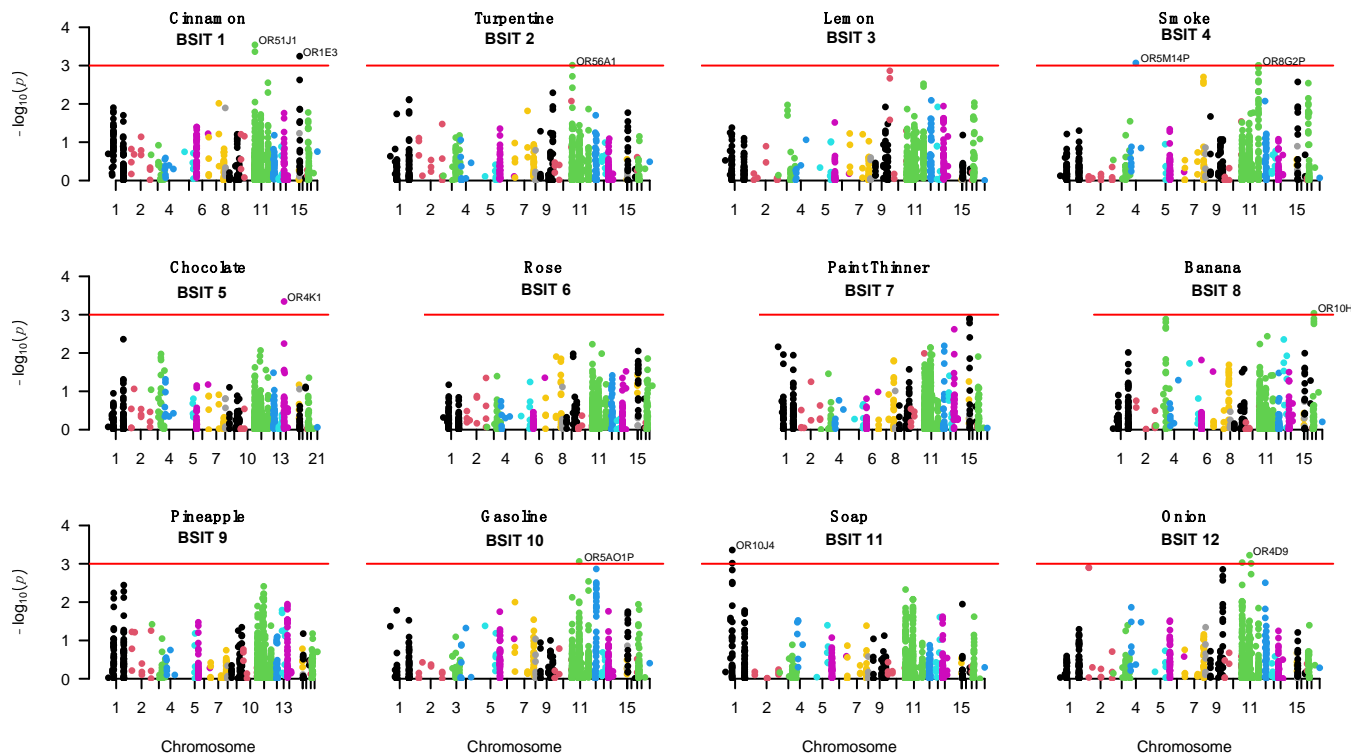 Cinnamon
BSIT 1
Turpentine
BSIT 2
Lemon
BSIT 3
Smoke
BSIT 4
OR51J1
OR1E3
OR56A1
OR5M14P
OR8G2P
- log10(p)
4
3
2
1
0
1 2 4 6 8 11 15
1 2 4 5 7 9 11 15
1 2 4 5 7 9 11 15
1 2 4 5 7 9 11 15
Chocolate
BSIT 5
Rose
BSIT 6
Paint Thinner
BSIT 7
Banana
BSIT 8
OR4K1
OR10H
- log10(p)
4
3
2
1
0
1 2 4 5 7 10 13 21
1 2 4 6 8 11 15
1 2 4 6 8 11 15
1 2 4 6 8 11 15
Pineapple
BSIT 9
Gasoline
BSIT 10
Soap
BSIT 11
Onion
BSIT 12
OR5AO1P
OR10J4
OR4D9
- log10(p)
4
3
2
1
0
1 2 4 5 7 10 13
1 2 3 5 7 9 11 15
1 2 4 5 7 9 11 15
1 2 4 5 7 9 11 15
Chromosome
Chromosome
Chromosome
Chromosome